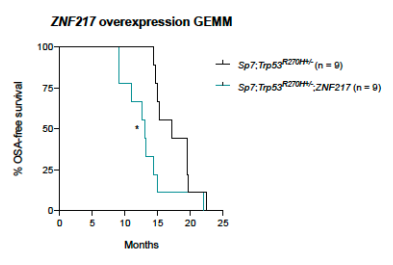 ZNF217 overexpression GEMM
100
75
50
25
0
% OSA-free survival
*
0 5 10 15 20 25
Months
Sp7;Trp53R270H+/- (n = 9)
Sp7;Trp53R270H+/-;ZNF217 (n = 9)